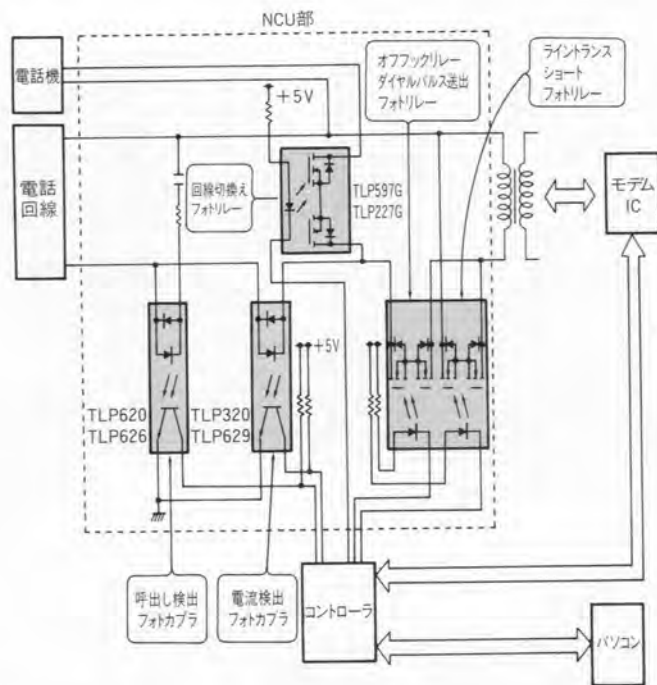 NCU部
電話機
オフフックリレー
ダイヤルパルス送出
フォトリレー
ライントランス
ショート
フォトリレー
+5V
電話
回線
回線切換え
フォトリレー
TLP597G
TLP227G
モデム
IC
+5V
TLP620
TLP626
TLP320
TLP629
呼出し検出
フォトカプラ
電流検出
フォトカプラ
コントローラ
パソコン